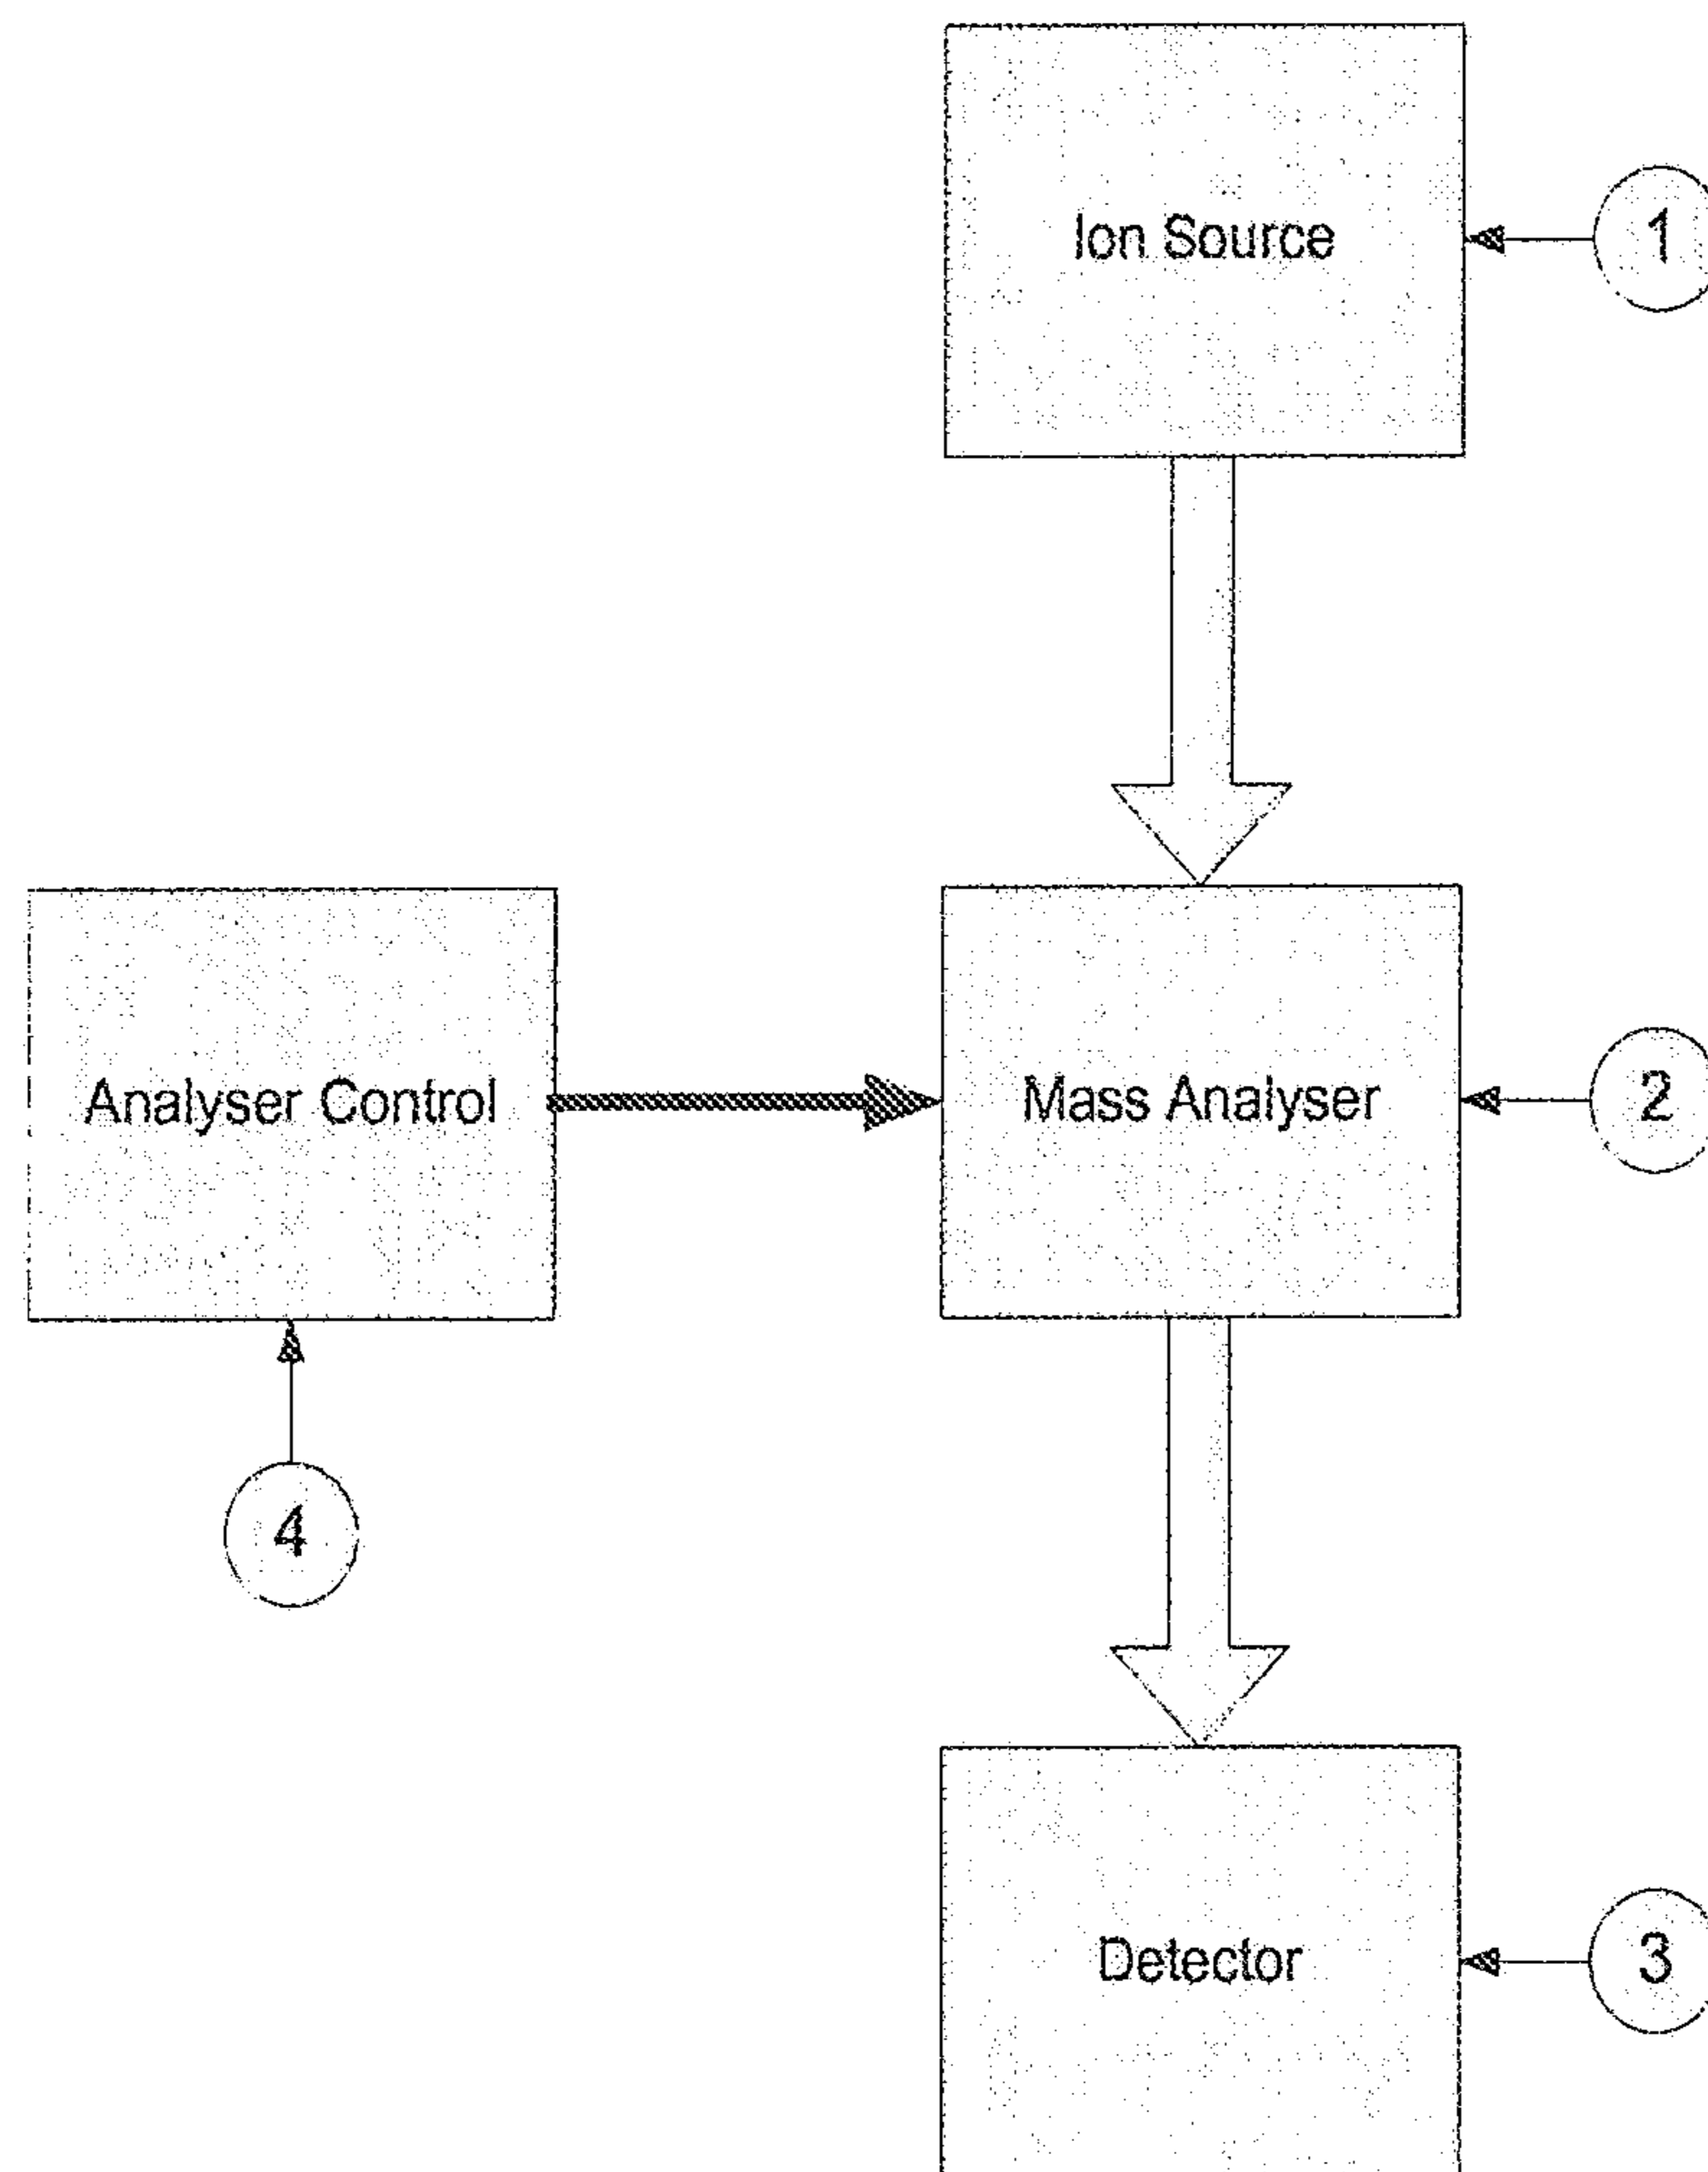 Ion Source
1
Analyser Control
Mass Analyser
2
4
Detector
3